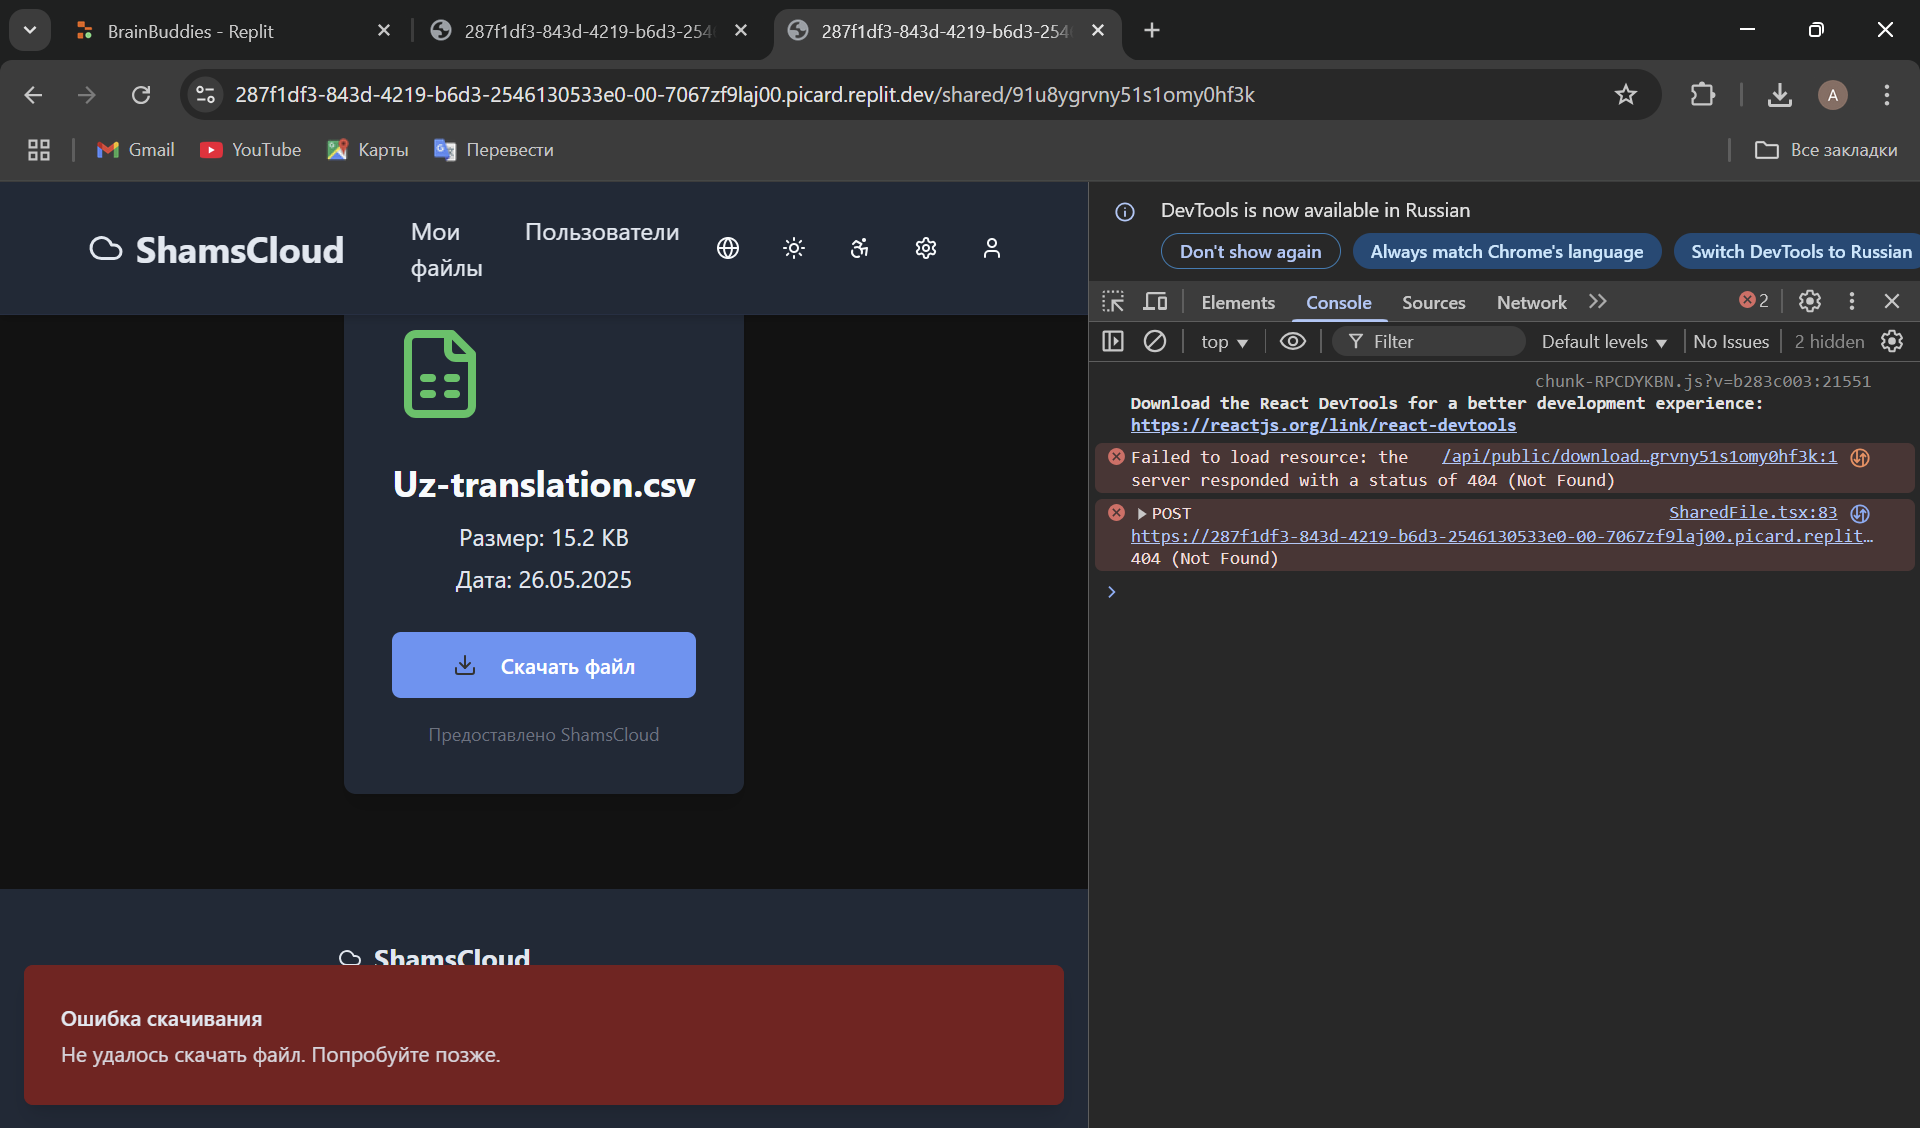 BrainBuddies - Replit
287f1df3-843d-4219-b6d3-254
287f1df3-843d-4219-b6d3-254
287f1df3-843d-4219-b6d3-2546130533e0-00-7067zf9laj00.picard.replit.dev/shared/91u8ygrvny51s1omy0hf3k
A
Gmail
YouTube
Карты
Перевести
Все закладки
ShamsCloud
Мои
файлы
Пользователи
Uz-translation.csv
Размер: 15.2 KB
Дата: 26.05.2025
Скачать файл
Предоставлено ShamsCloud
ShamsCloud
Ошибка скачивания
Не удалось скачать файл. Попробуйте позже.
DevTools is now available in Russian
Don't show again
Always match Chrome's language
Switch DevTools to Russian
Elements
Console
Sources
Network
2
top
Filter
Default levels
No Issues
2 hidden
chunk-RPCDYKBN.js?v=b283c003:21551
Download the React DevTools for a better development experience:
https://reactjs.org/link/react-devtools
Failed to load resource: the /api/public/download…grvny51s1omy0hf3k:1
server responded with a status of 404 (Not Found)
POST SharedFile.tsx:83
https://287f1df3-843d-4219-b6d3-2546130533e0-00-7067zf9laj00.picard.replit…
404 (Not Found)